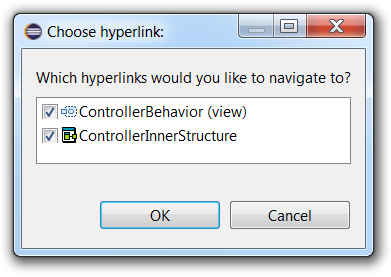 Choose hyperlink:
Which hyperlinks would you like to navigate to?
ControllerBehavior (view)
ControllerInnerStructure
OK Cancel